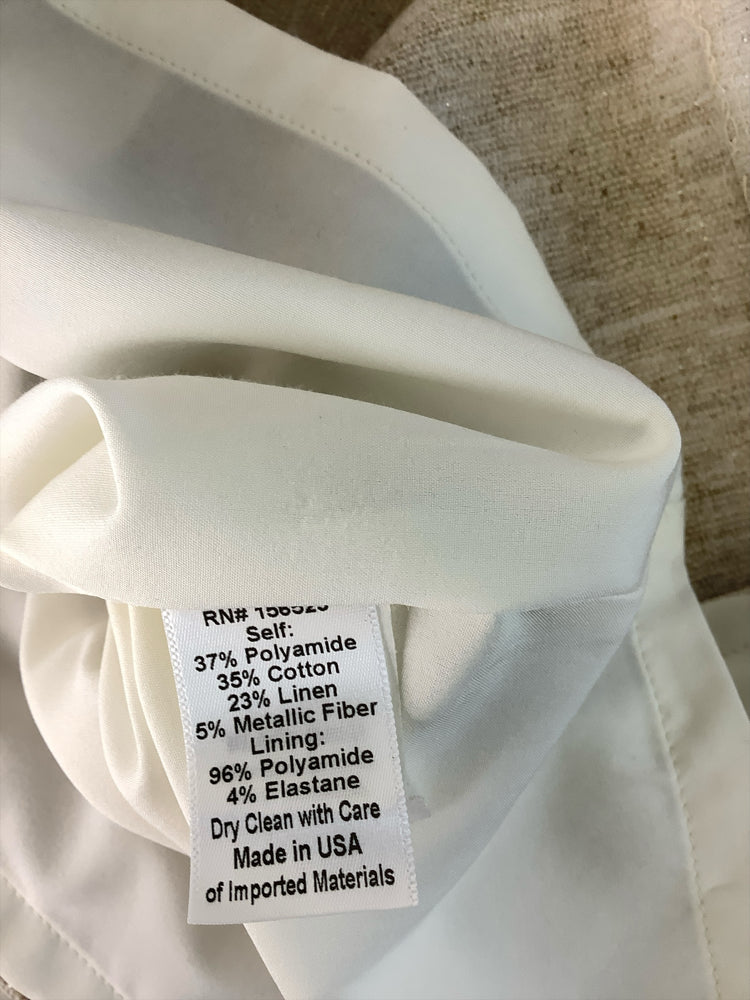 RN# 156523
Self:
37% Polyamide
35% Cotton
23% Linen
5% Metallic Fiber
Lining:
96% Polyamide
4% Elastane
Dry Clean with Care
Made in USA
of Imported Materials